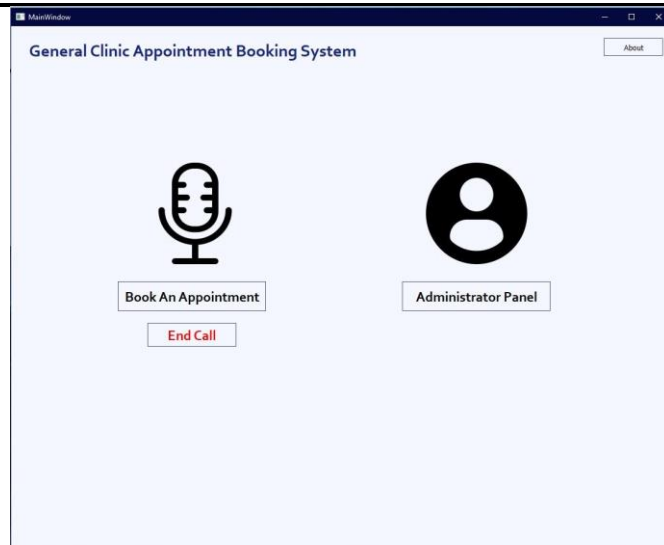 MainWindow
General Clinic Appointment Booking System
About
Book An Appointment
Administrator Panel
End Call